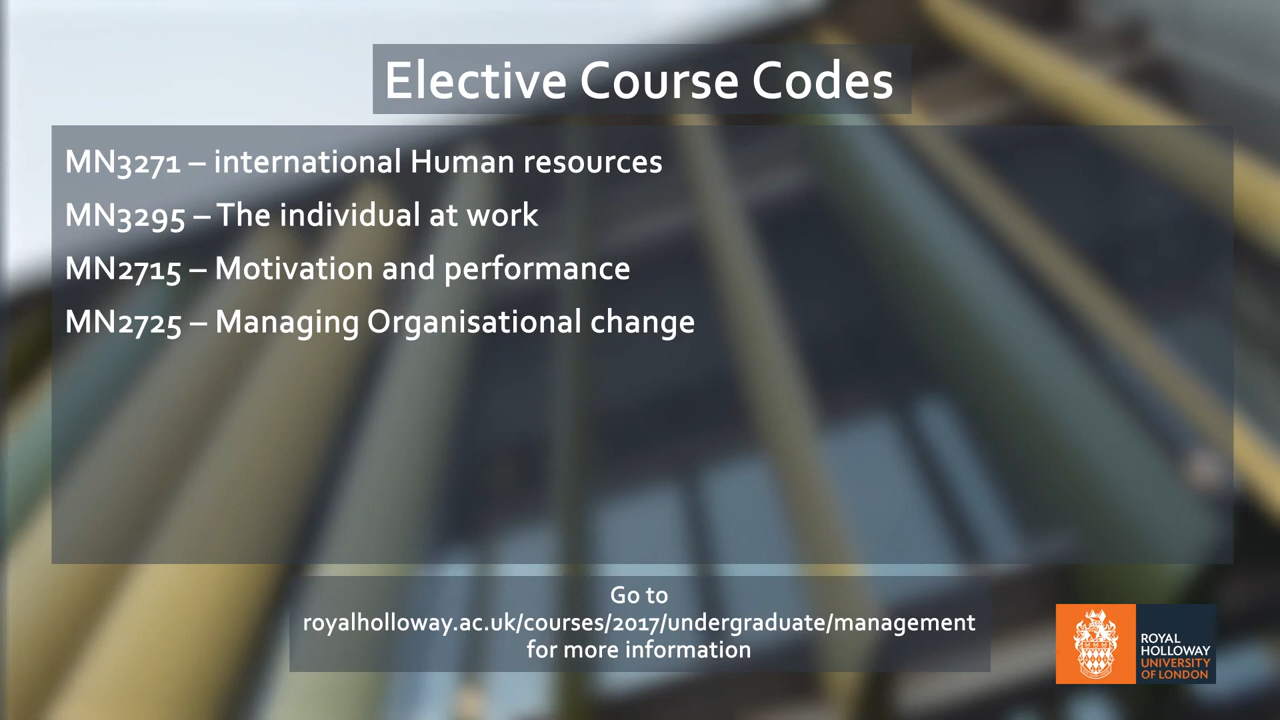 Elective Course Codes
MN3271 – international Human resources
MN3295 – The individual at work
MN2715 – Motivation and performance
MN2725 – Managing Organisational change
Go to
royalholloway.ac.uk/courses/2017/undergraduate/management
for more information
ROYAL
HOLLOWAY
UNIVERSITY
OF LONDON